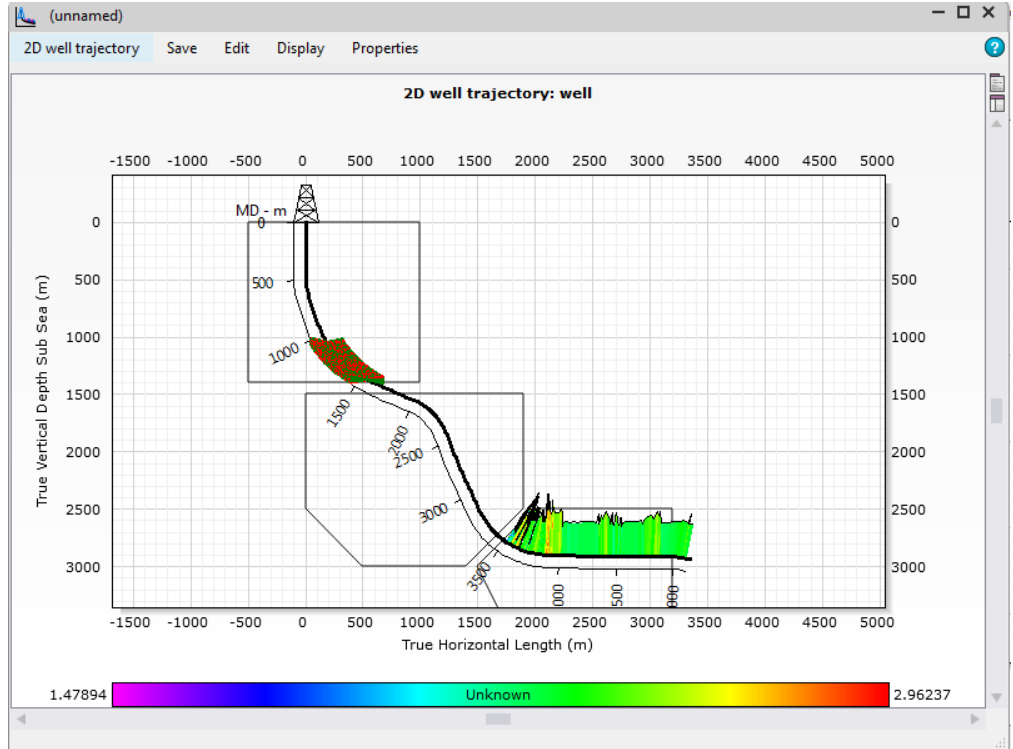 (unnamed)
2D well trajectory Save Edit Display Properties
2D well trajectory: well
-1500 -1000 -500 0 500 1000 1500 2000 2500 3000 3500 4000 4500 5000
MD - m
0 0 0
500 500 500
1000 1000 1000
1500 1500 1500
2000 2000 2000
2500 2500
3000
2500 2500
3000 3500 3000
000 500 000
-1500 -1000 -500 0 500 1000 1500 2000 2500 3000 3500 4000 4500 5000
True Vertical Depth Sub Sea (m)
True Horizontal Length (m)
1.47894 Unknown 2.96237